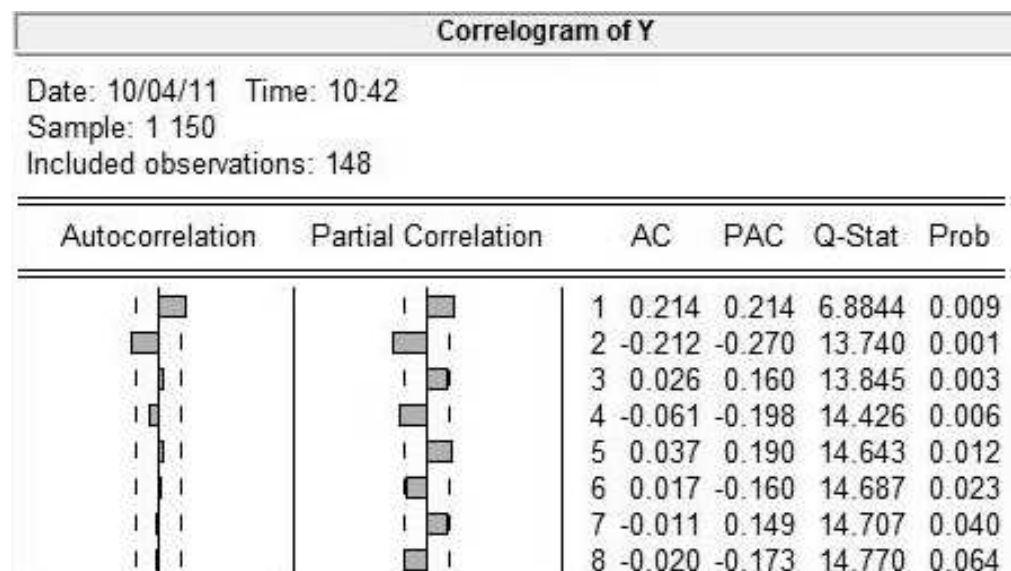 Correlogram of Y
Date: 10/04/11 Time: 10:42
Sample: 1 150
Included observations: 148
Autocorrelation Partial Correlation AC PAC Q-Stat Prob
1 0.214 0.214 6.8844 0.009
2 -0.212 -0.270 13.740 0.001
3 0.026 0.160 13.845 0.003
4 -0.061 -0.198 14.426 0.006
5 0.037 0.190 14.643 0.012
6 0.017 -0.160 14.687 0.023
7 -0.011 0.149 14.707 0.040
8 -0.020 -0.173 14.770 0.064